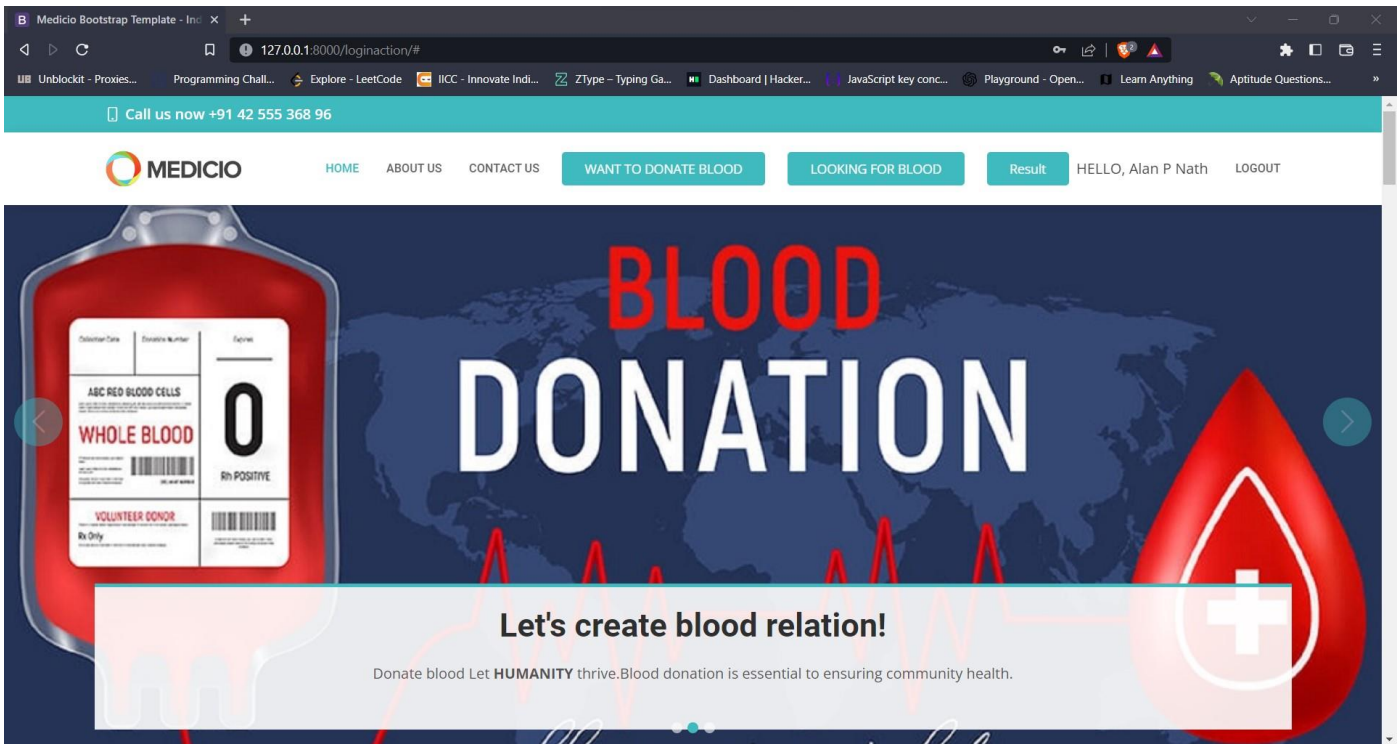 Medicio Bootstrap Template - Ind
127.0.0.1:8000/loginaction/#
UB Unblockit - Proxies... Programming Chall... Explore - LeetCode IICC - Innovate Indi... ZType – Typing Ga... Dashboard | Hacker... JavaScript key conc... Playground - Open... Learn Anything Aptitude Questions... »
Call us now +91 42 555 368 96
MEDICIO HOME ABOUT US CONTACT US WANT TO DONATE BLOOD LOOKING FOR BLOOD Result HELLO, Alan P Nath LOGOUT
BLOOD
DONATION
Donation Number Expires
ABC RED BLOOD CELLS
WHOLE BLOOD
O
Rh POSITIVE
VOLUNTEER DONOR
Rx Only
Let's create blood relation!
Donate blood Let HUMANITY thrive.Blood donation is essential to ensuring community health.